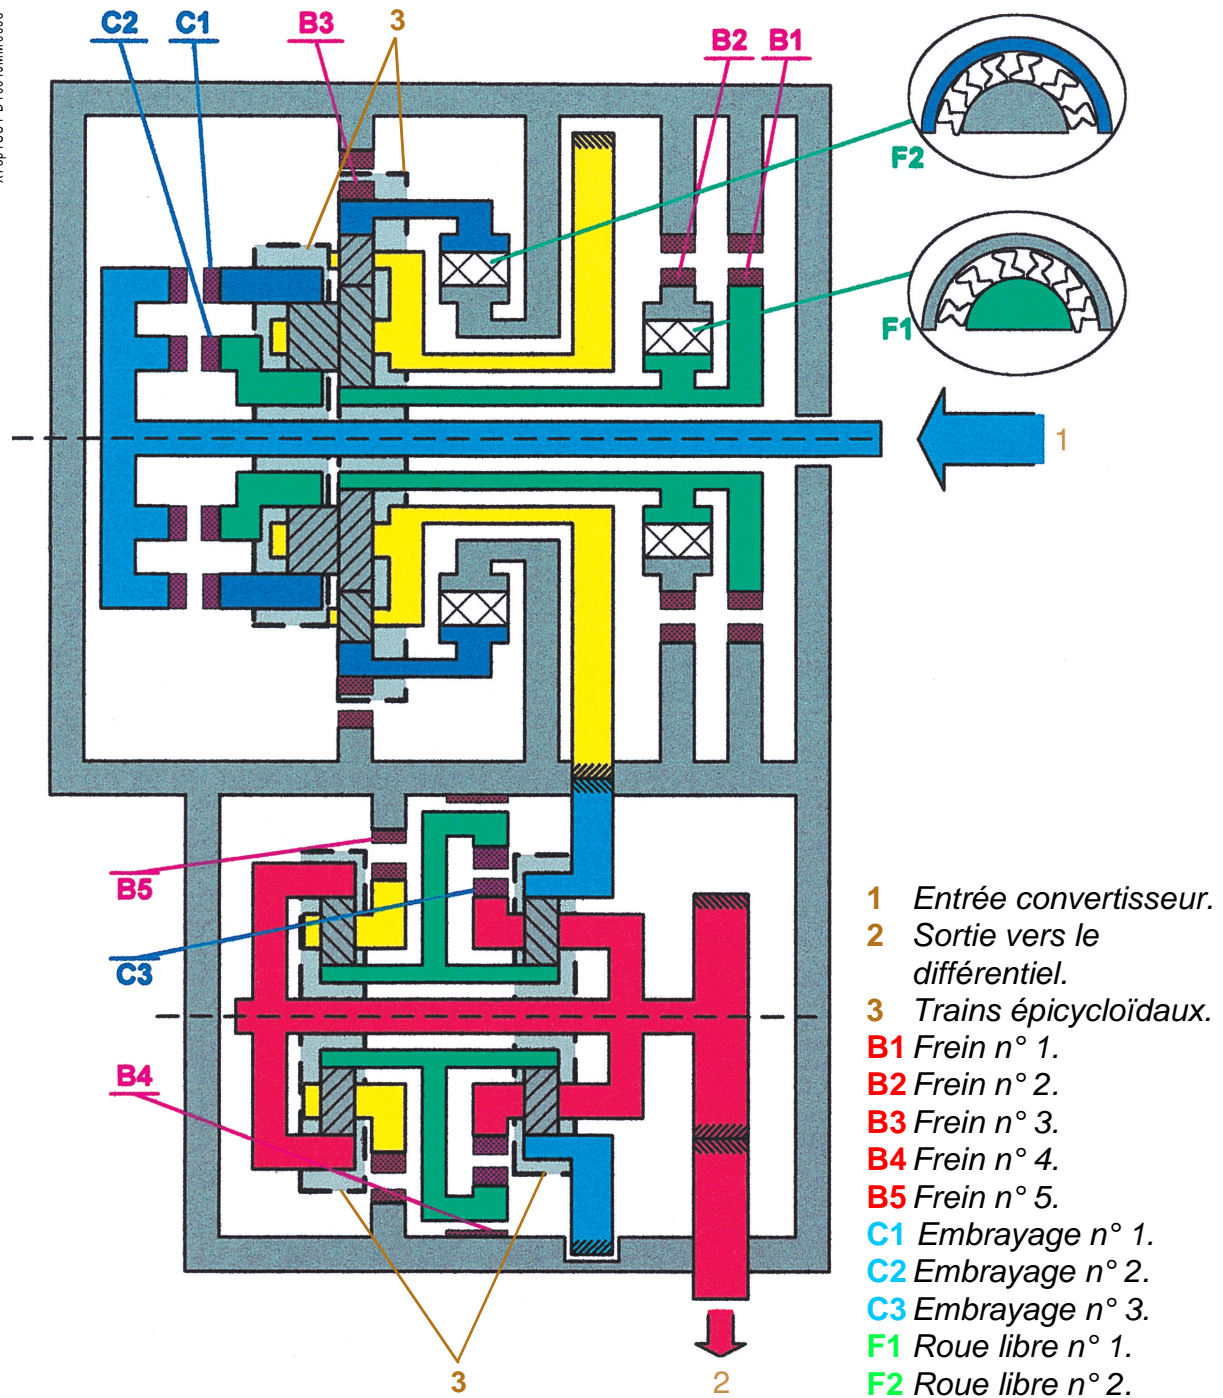 C2 C1 B3 3
B2 B1
F2
F1
1
B5
C3
B4
3
2
1 Entrée convertisseur.
2 Sortie vers le
différentiel.
3 Trains épicycloïdaux.
B1 Frein n° 1.
B2 Frein n° 2.
B3 Frein n° 3.
B4 Frein n° 4.
B5 Frein n° 5.
C1 Embrayage n° 1.
C2 Embrayage n° 2.
C3 Embrayage n° 3.
F1 Roue libre n° 1.
F2 Roue libre n° 2.